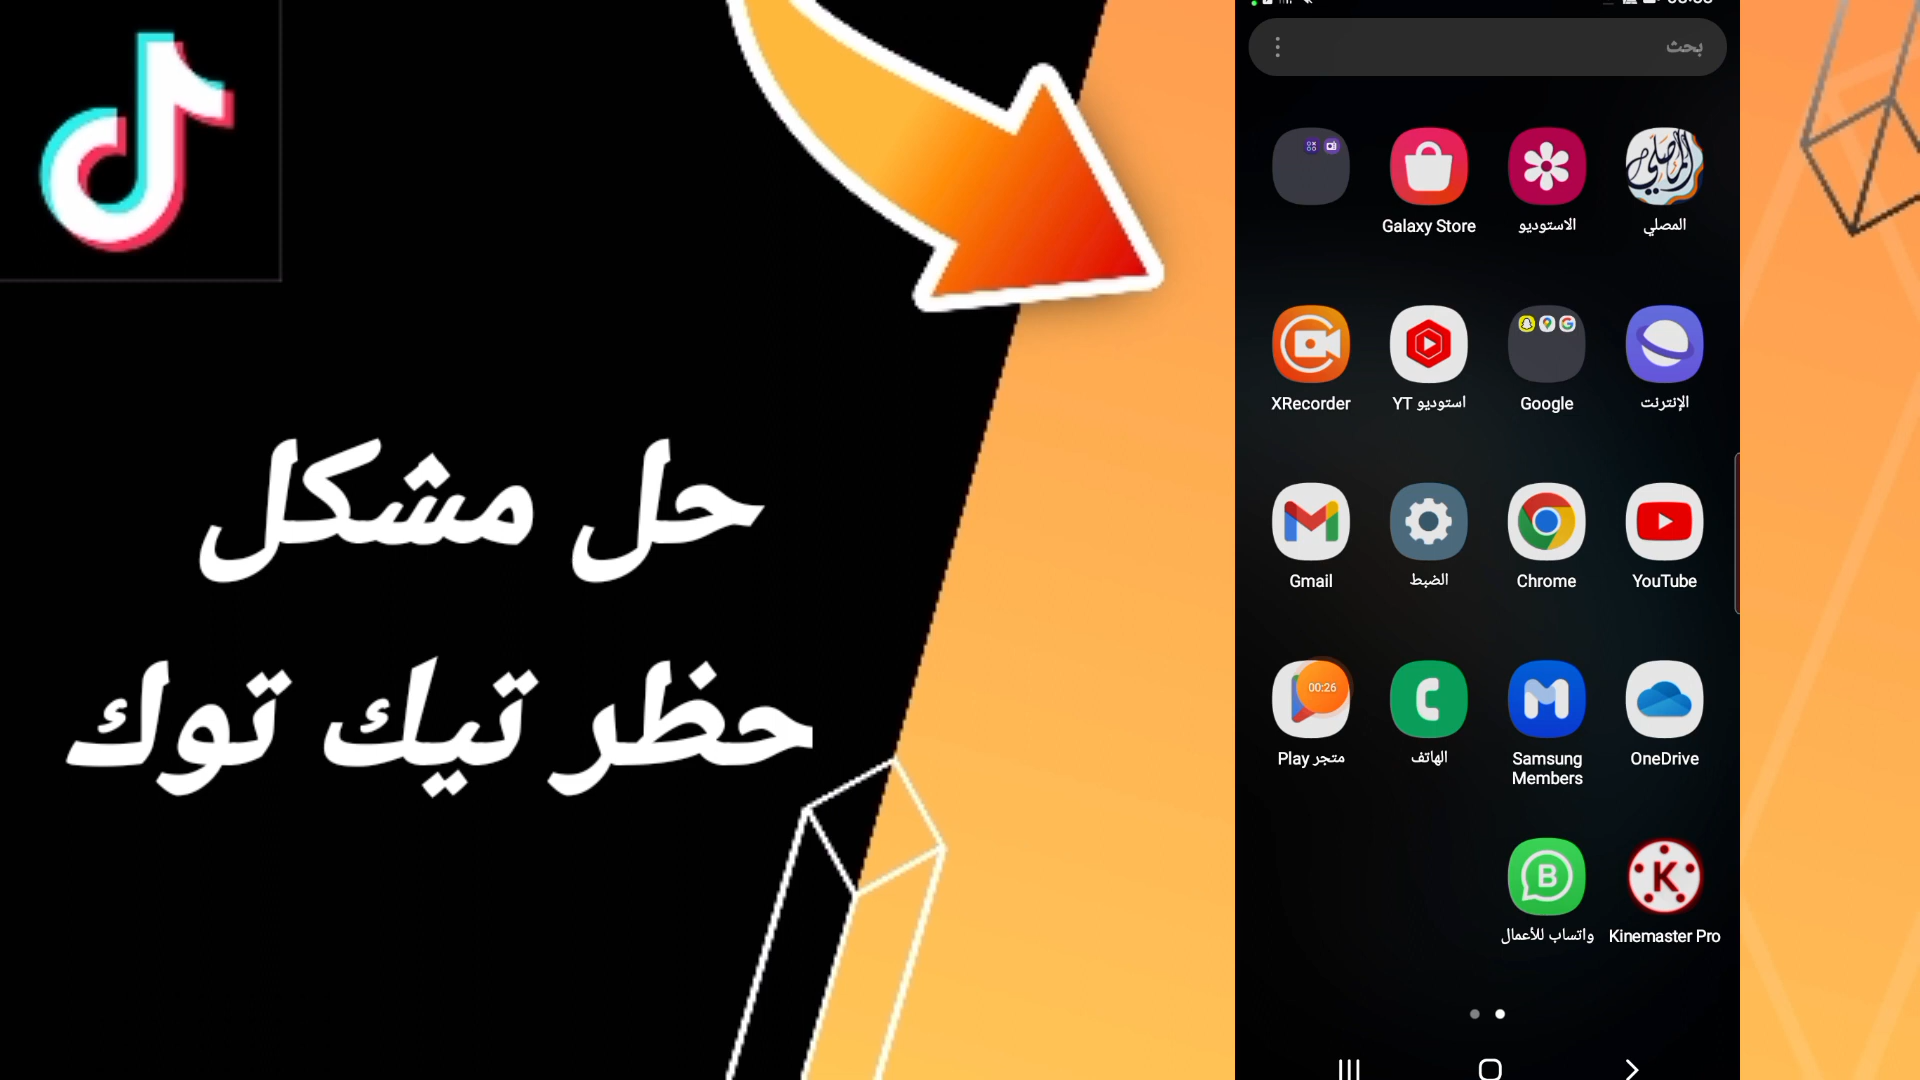 حل مشكل
حظر تيك توك
بحث
المصلي
الاستوديو
Galaxy Store
الإنترنت
Google
استوديو YT
XRecorder
YouTube
Chrome
الضبط
Gmail
OneDrive
Samsung
Members
الهاتف
متجر Play
00:26
Kinemaster Pro
واتساب للأعمال